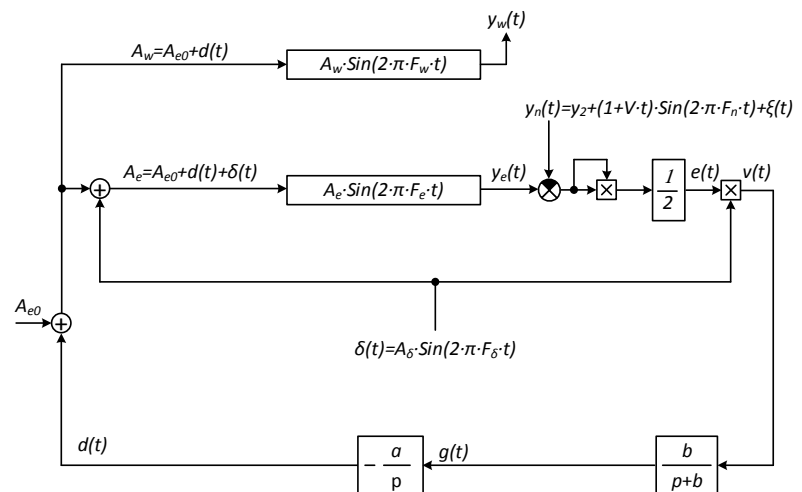 y_w(t)
A_w=A_e0+d(t)
A_w·Sin(2·π·F_w·t)
y_n(t)=y_2+(1+V·t)·Sin(2·π·F_n·t)+ξ(t)
A_e=A_e0+d(t)+δ(t)
A_e·Sin(2·π·F_e·t)
y_e(t)
1
2
e(t)
v(t)
A_e0
δ(t)=A_δ·Sin(2·π·F_δ·t)
d(t)
- a
p
g(t)
b
p+b